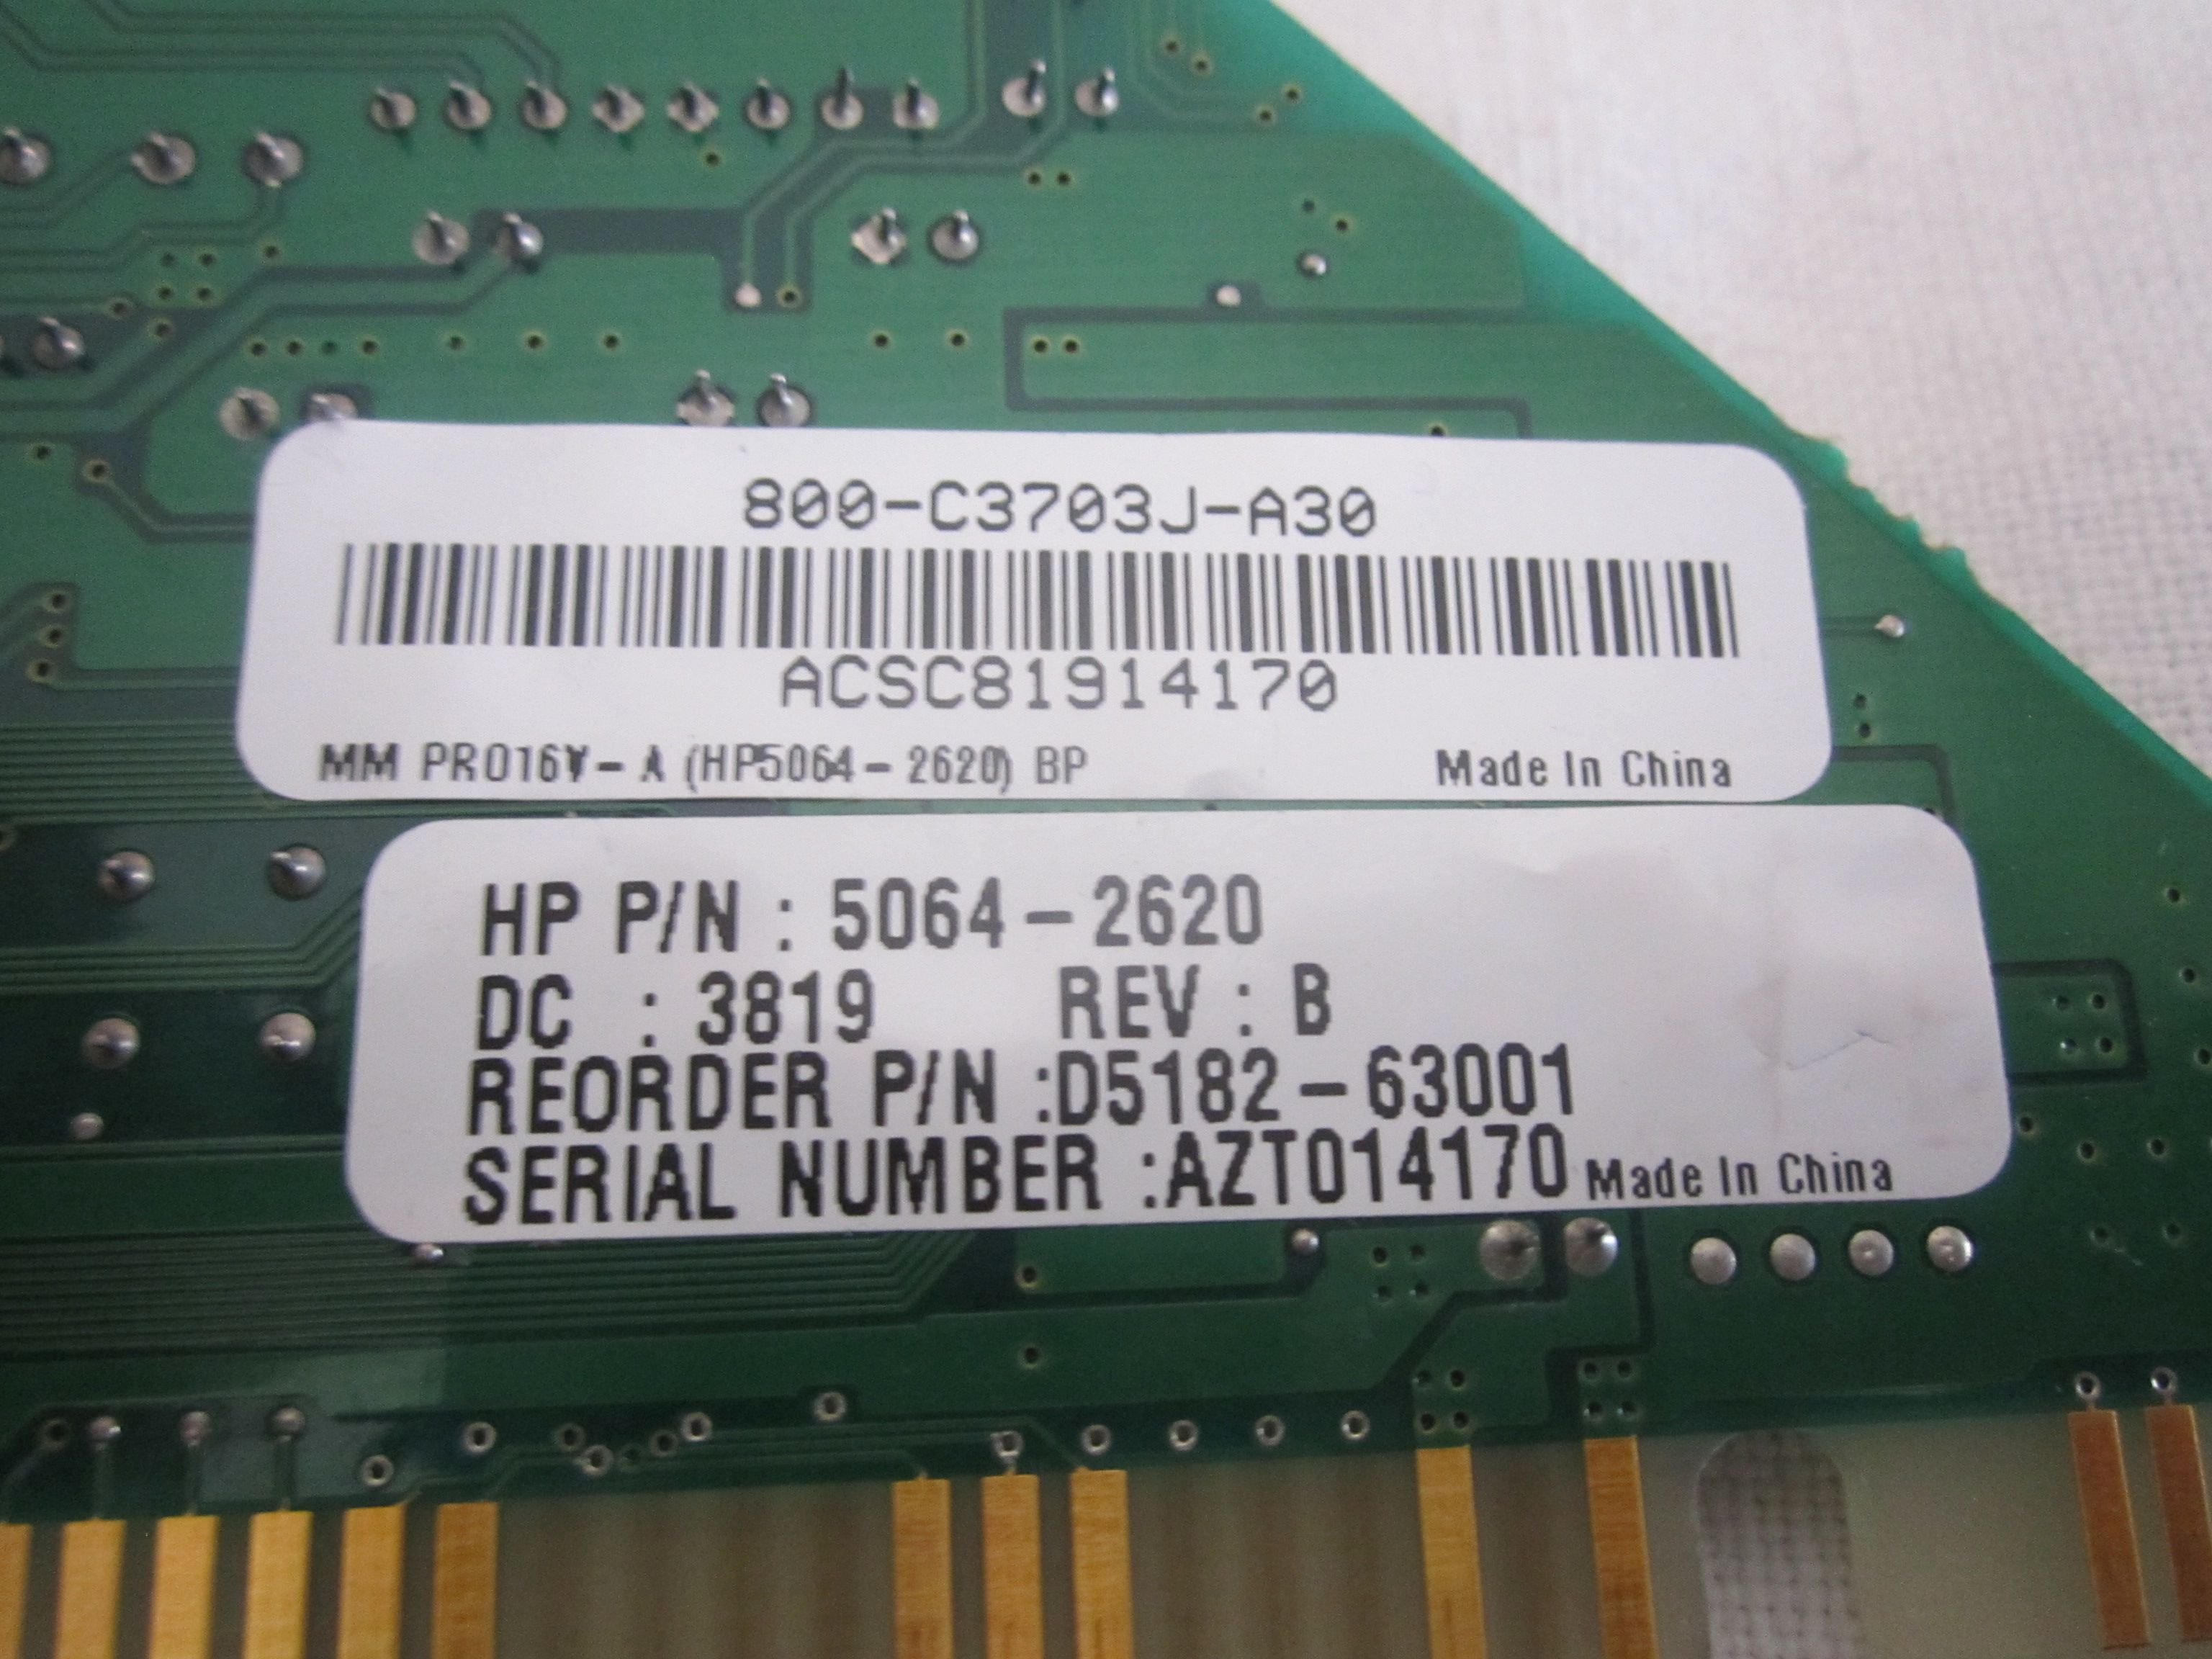 800-C3703J-A30
ACSC81914170
MM PRO16V-A (HP5064-2620) BP Made In China
HP P/N : 5064-2620
DC : 3819 REV : B
REORDER P/N :D5182-63001
SERIAL NUMBER :AZT014170 Made In China